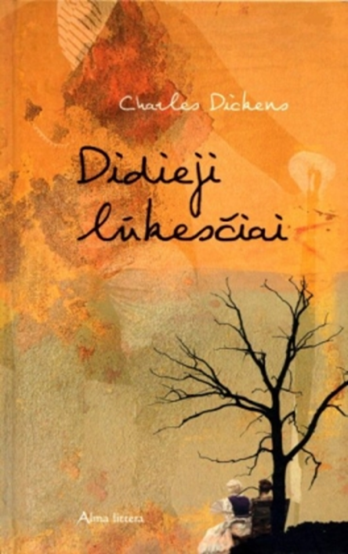 Charles Dickens
Didieji
lūkesčiai
Alma littera